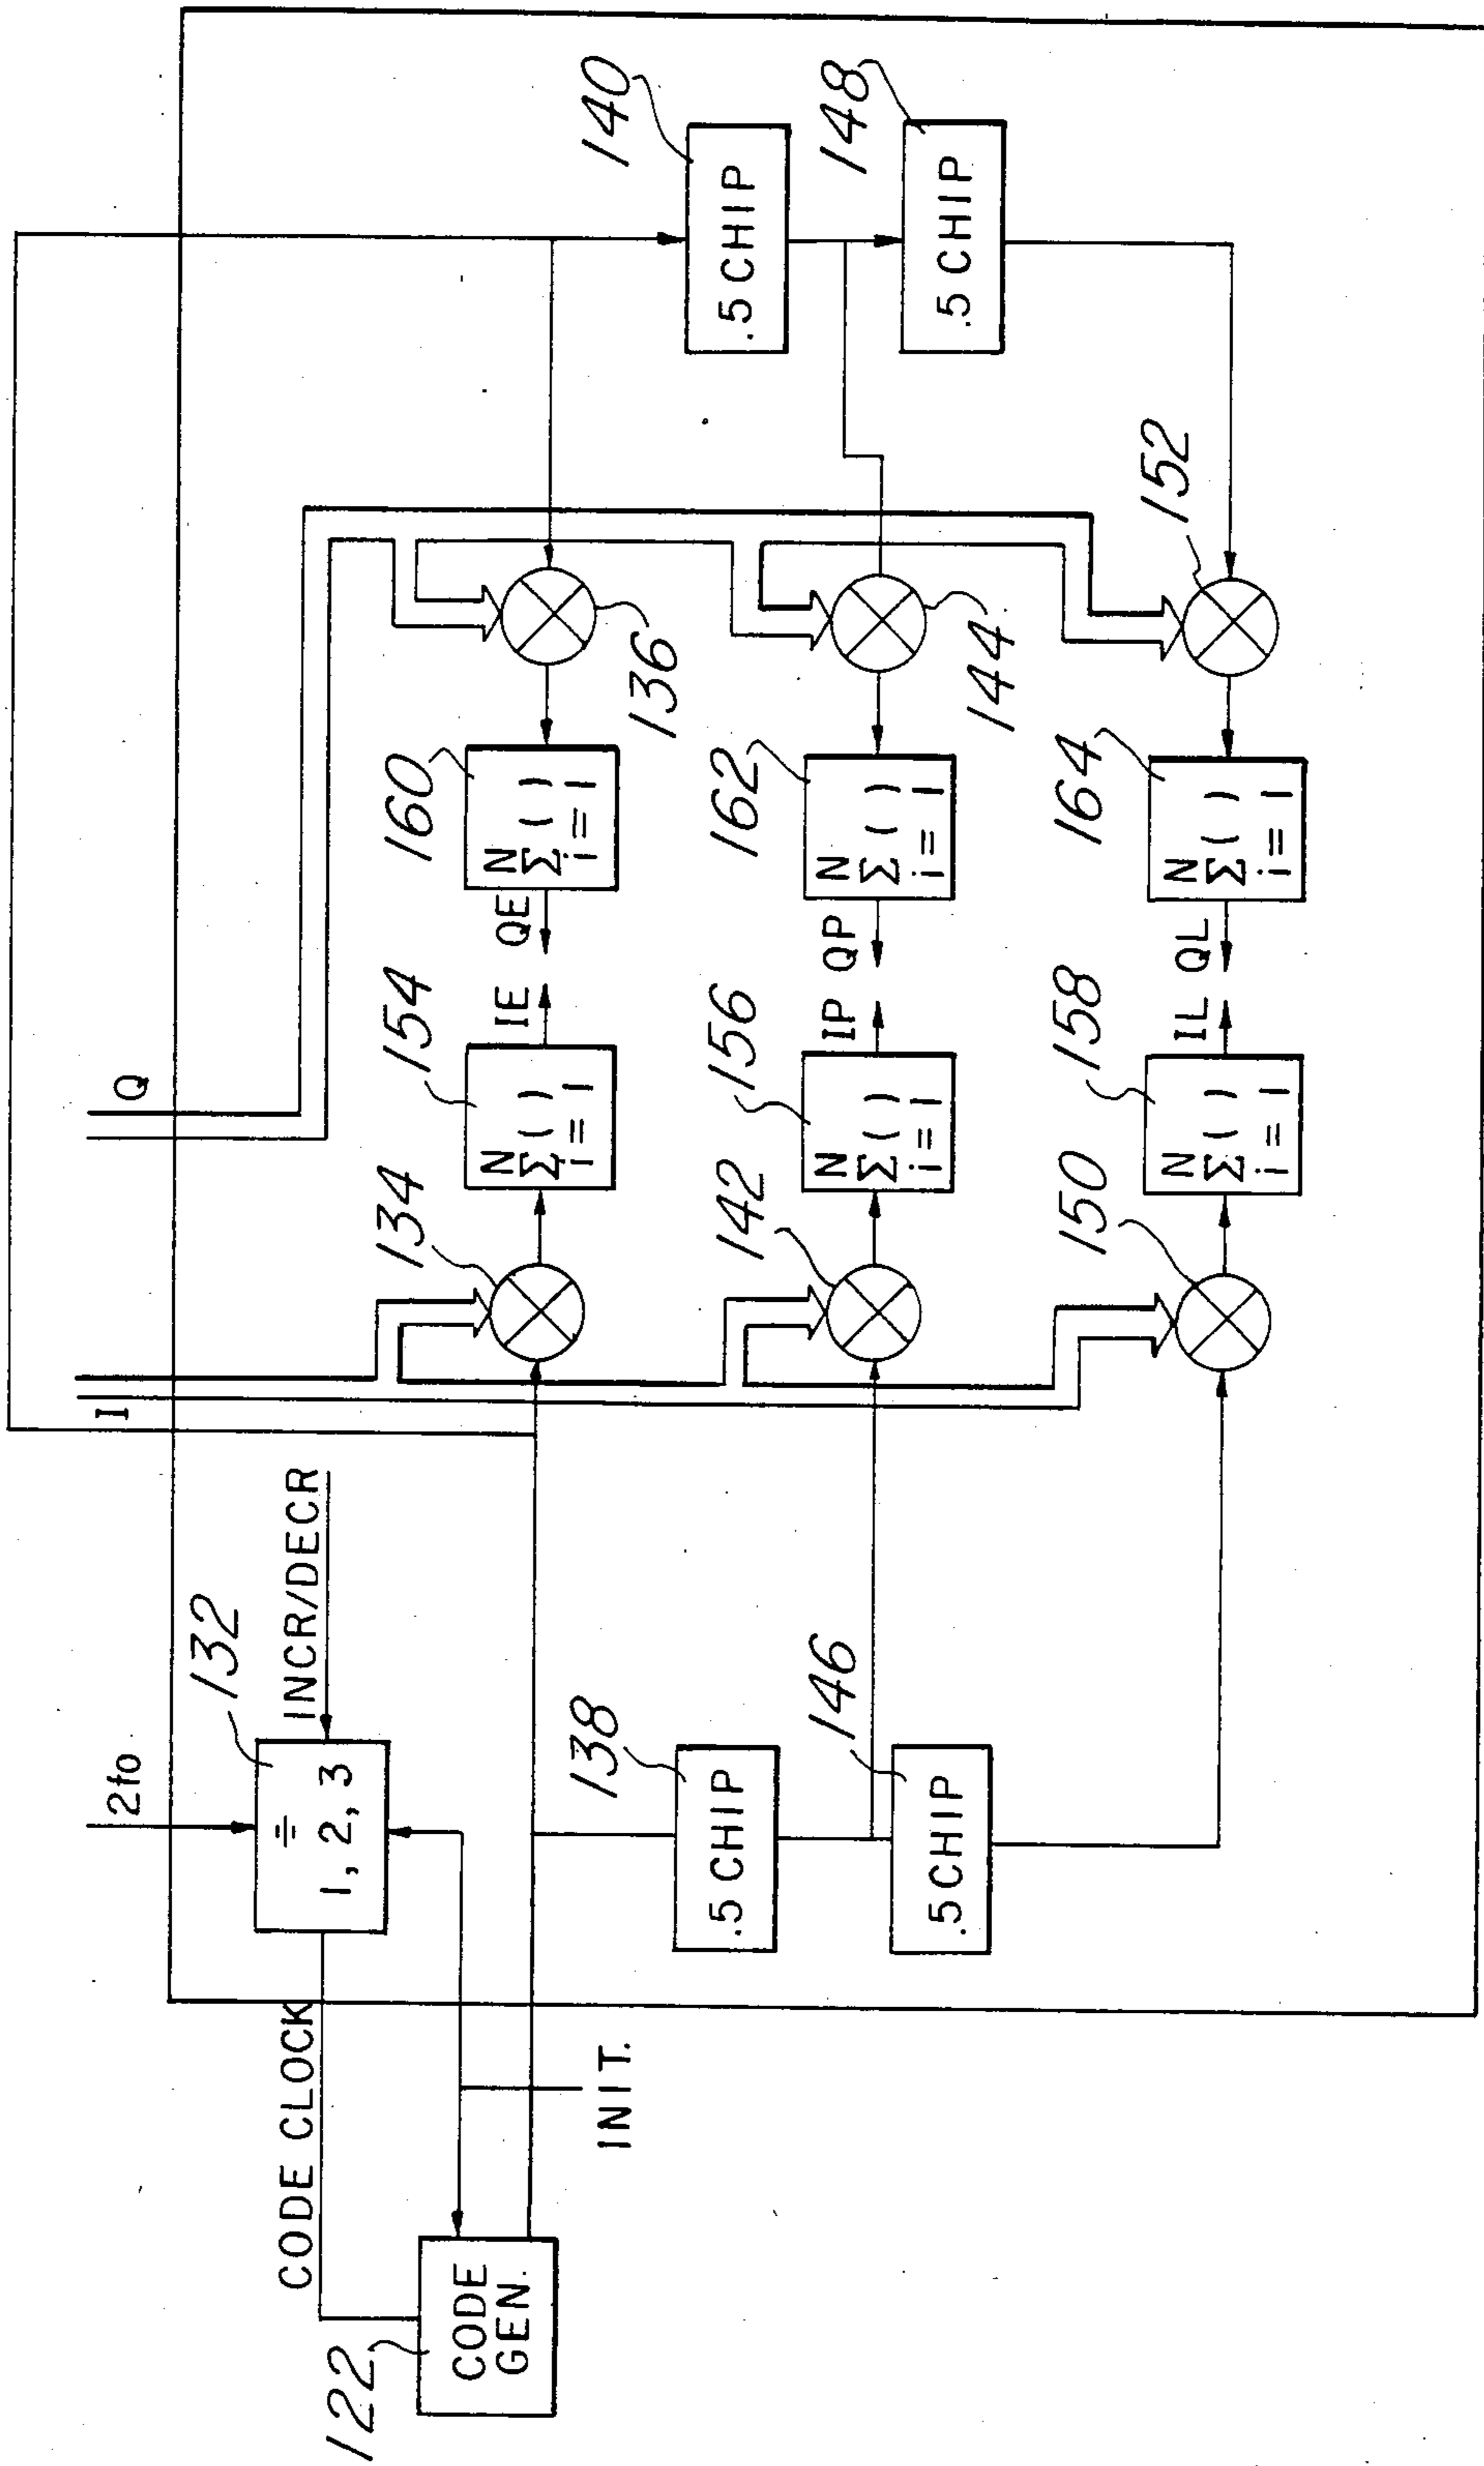 2fo
I
Q
132
÷
1, 2, 3
INCR/DECR
CODE CLOCK
122
CODE
GEN.
INIT.
134
154
N
Σ ( )
i = 1
IE
QE
160
N
Σ ( )
i = 1
136
138
.5 CHIP
140
.5 CHIP
142
156
N
Σ ( )
i = 1
IP
QP
162
N
Σ ( )
i = 1
144
146
.5 CHIP
148
.5 CHIP
150
158
N
Σ ( )
i = 1
IL
QL
164
N
Σ ( )
i = 1
152